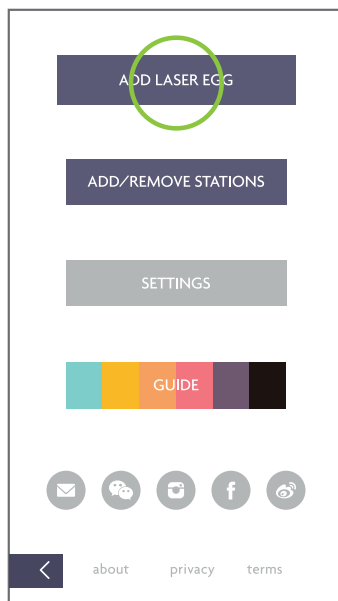 ADD LASER EGG
ADD/REMOVE STATIONS
SETTINGS
GUIDE
about privacy terms